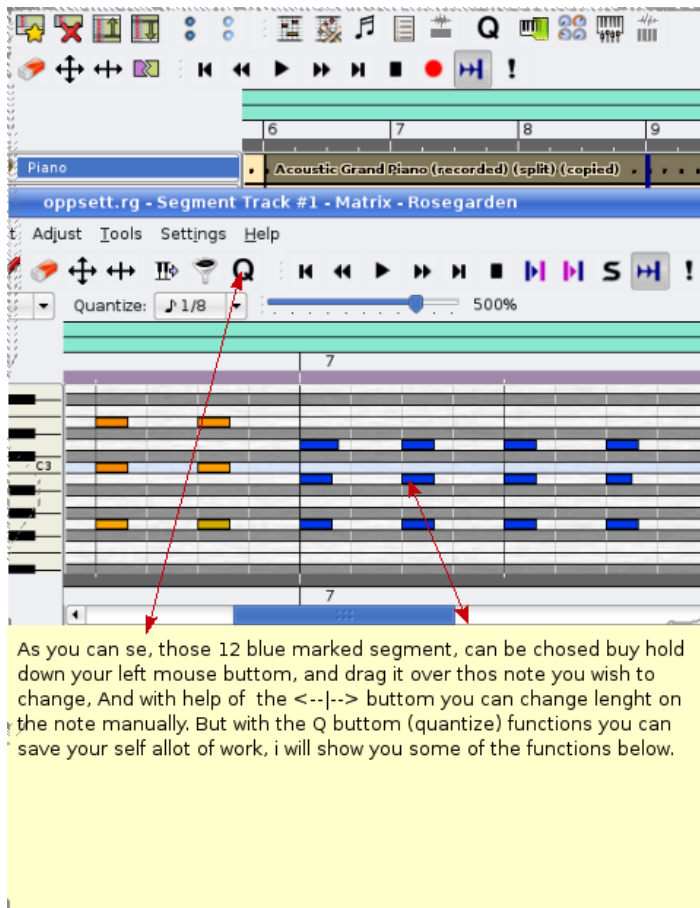 Q
!
6 7 8 9
Piano
Acoustic Grand Piano (recorded) (split) (copied)
oppsett.rg - Segment Track #1 - Matrix - Rosegarden
t Adjust Tools Settings Help
Q S !
Quantize: 1/8 500%
7
C3
7
As you can se, those 12 blue marked segment, can be chosed buy hold
down your left mouse buttom, and drag it over thos note you wish to
change, And with help of the <--|--> buttom you can change lenght on
the note manually. But with the Q buttom (quantize) functions you can
save your self allot of work, i will show you some of the functions below.